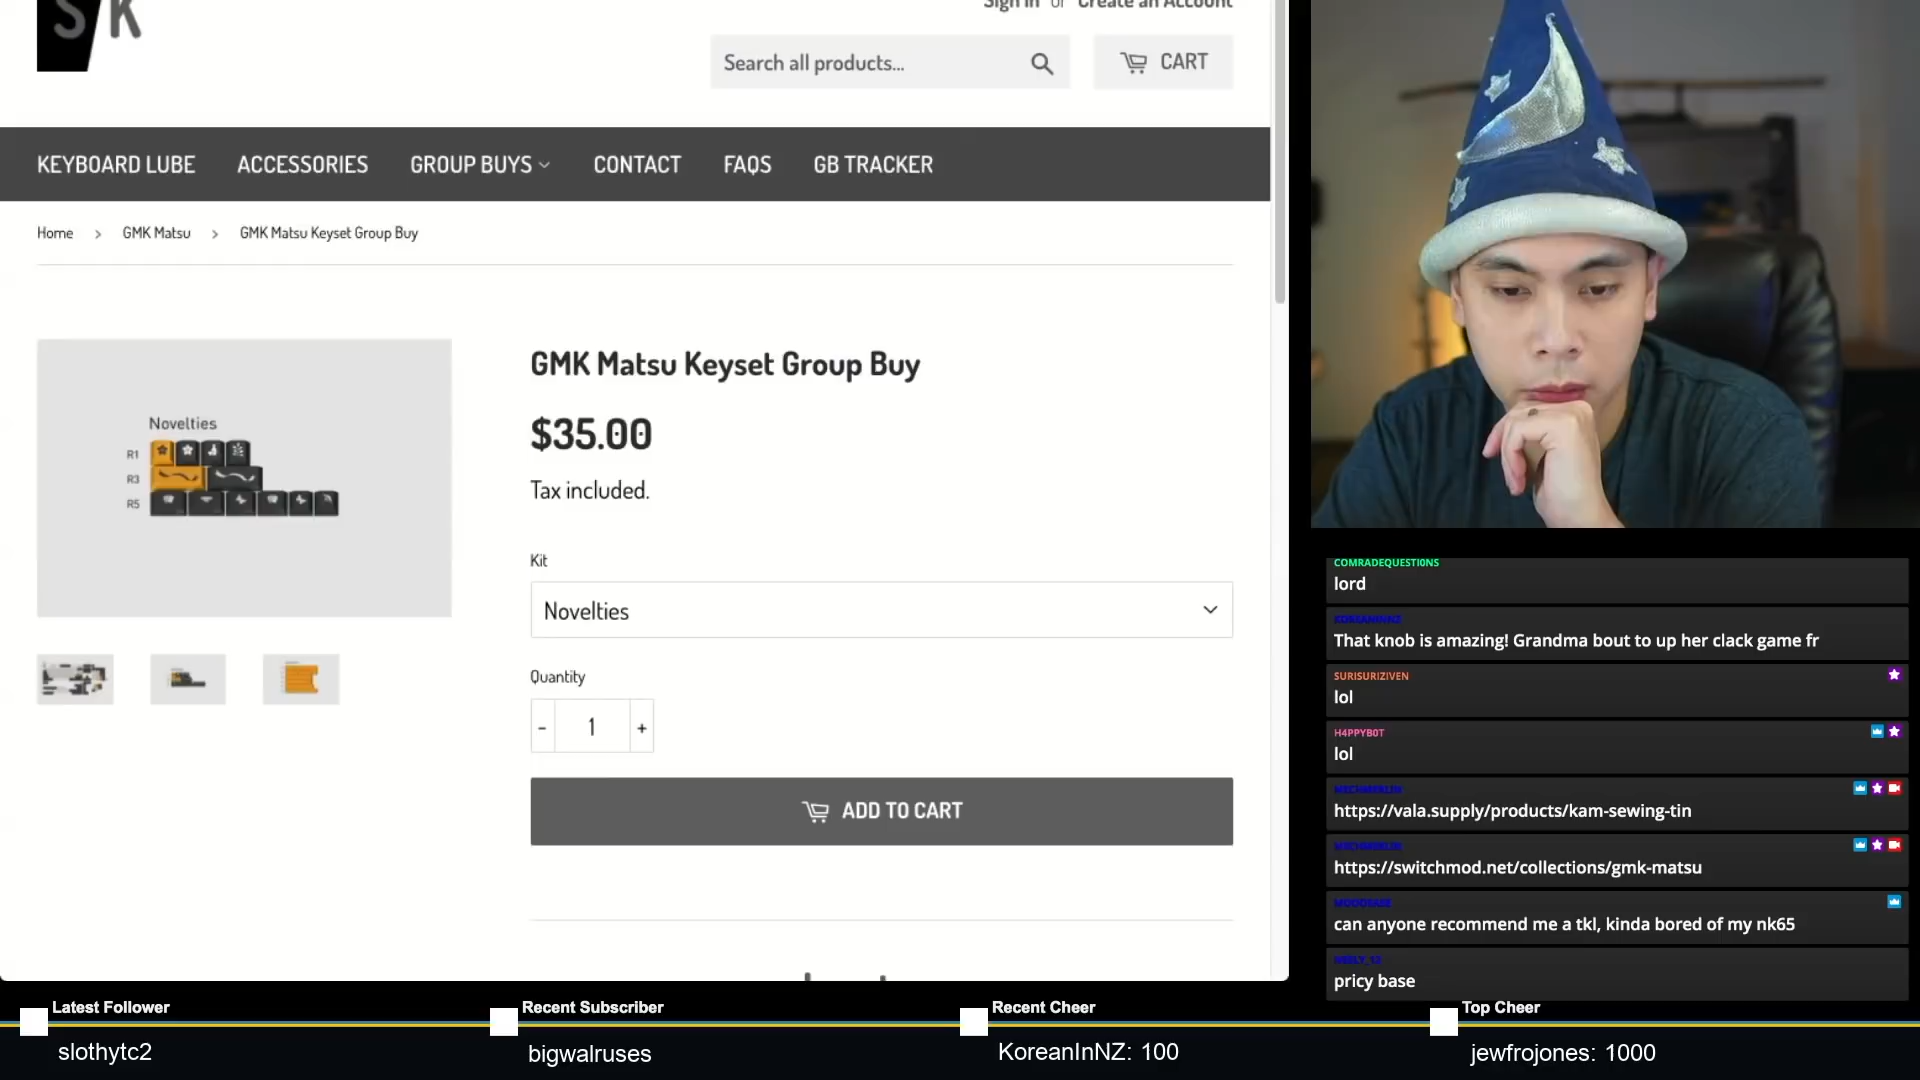 SK
Sign in or Create an Account
Search all products...
CART
KEYBOARD LUBE
ACCESSORIES
GROUP BUYS
CONTACT
FAQS
GB TRACKER
Home > GMK Matsu > GMK Matsu Keyset Group Buy
Novelties
R1
R3
R5
GMK Matsu Keyset Group Buy
$35.00
Tax included.
Kit
Novelties
Quantity
- 1 +
ADD TO CART
COMRADEQUESTI0NS
lord
KOREANINNZ
That knob is amazing! Grandma bout to up her clack game fr
SURISURIZIVEN
lol
H4PPYB0T
lol
https://vala.supply/products/kam-sewing-tin
https://switchmod.net/collections/gmk-matsu
can anyone recommend me a tkl, kinda bored of my nk65
pricy base
Latest Follower
slothytc2
Recent Subscriber
bigwalruses
Recent Cheer
KoreanInNZ: 100
Top Cheer
jewfrojones: 1000